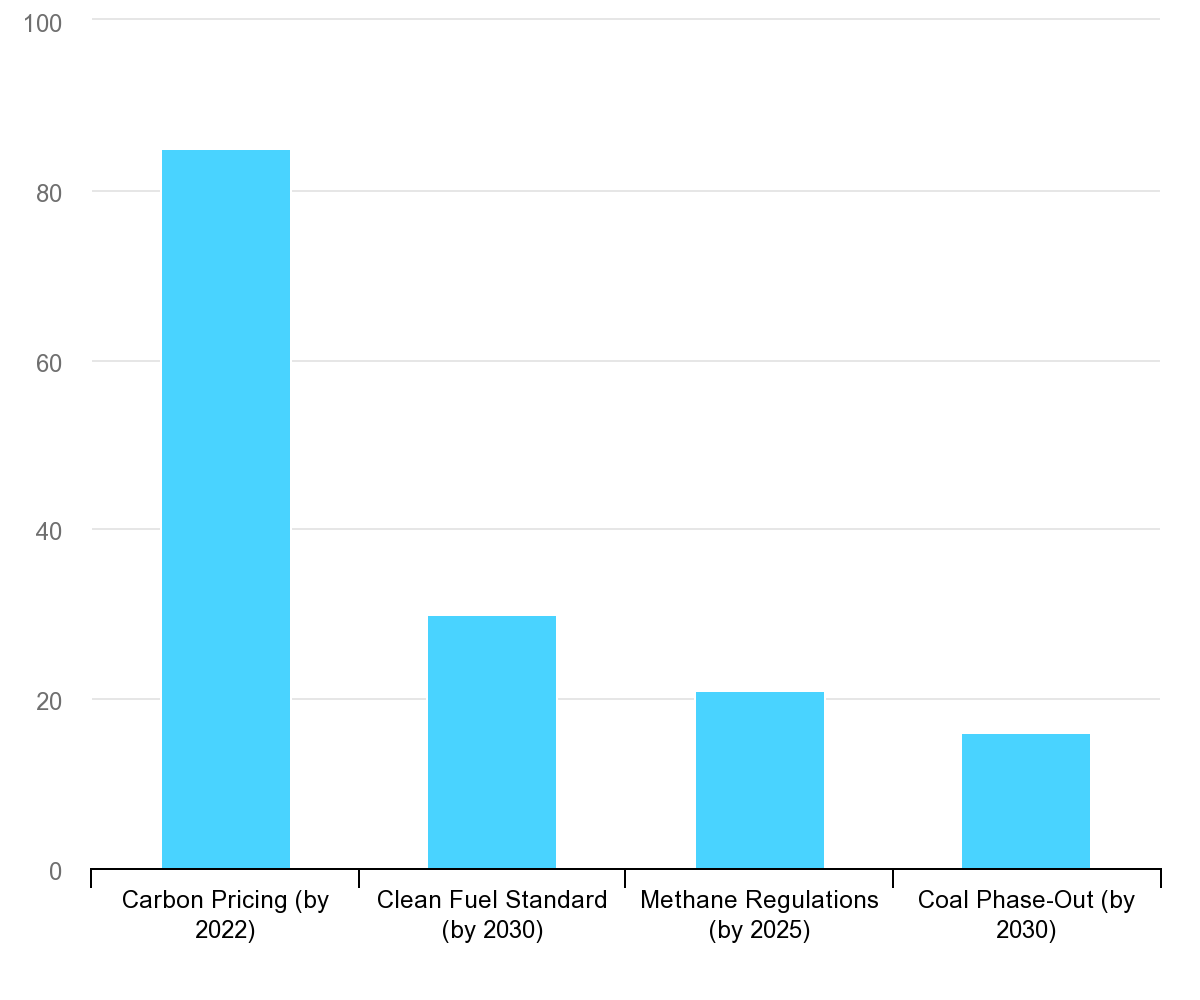 100
80
60
40
20
0
Carbon Pricing (by
2022)
Clean Fuel Standard
(by 2030)
Methane Regulations
(by 2025)
Coal Phase-Out (by
2030)